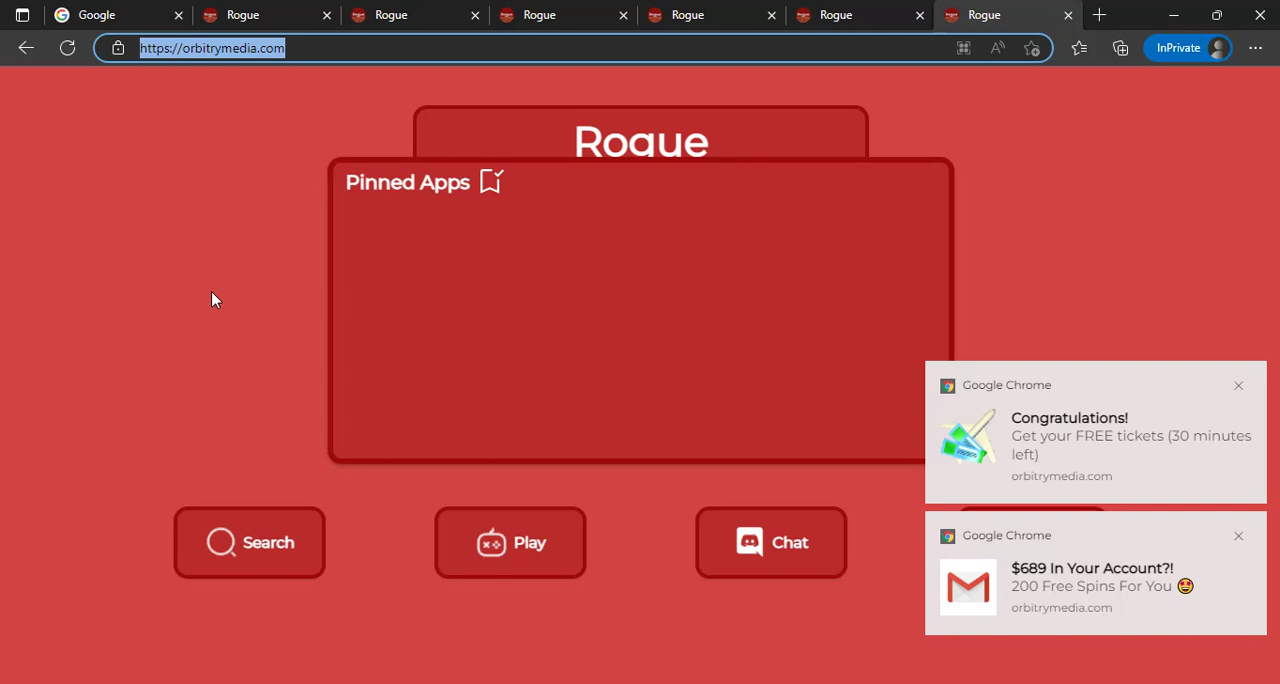 Google
Rogue
Rogue
Rogue
Rogue
Rogue
Rogue
https://orbitrymedia.com
InPrivate
Rogue
Pinned Apps
Google Chrome
Congratulations!
Get your FREE tickets (30 minutes
left)
orbitrymedia.com
Google Chrome
$689 In Your Account?!
200 Free Spins For You 🤩
orbitrymedia.com
Search
Play
Chat